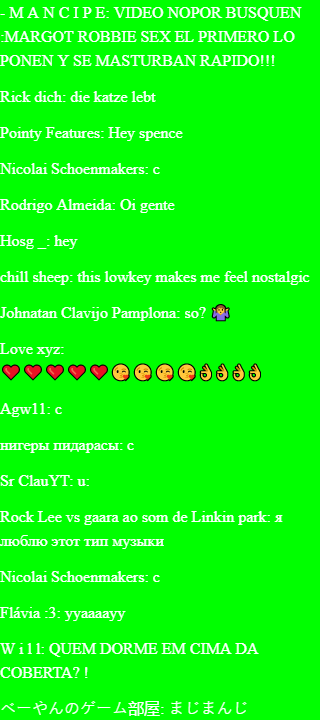 - M A N C I P E: VIDEO NOPOR BUSQUEN
:MARGOT ROBBIE SEX EL PRIMERO LO
PONEN Y SE MASTURBAN RAPIDO!!!
Rick dich: die katze lebt
Pointy Features: Hey spence
Nicolai Schoenmakers: c
Rodrigo Almeida: Oi gente
Hosg _: hey
chill sheep: this lowkey makes me feel nostalgic
Johnatan Clavijo Pamplona: so? 🤷‍♀️
Love xyz:
❤️❤️❤️❤️❤️😘😘😘😘👌👌👌👌
Agw11: c
нигеры пидарасы: c
Sr ClauYT: u:
Rock Lee vs gaara ao som de Linkin park: я
люблю этот тип музыки
Nicolai Schoenmakers: c
Flávia :3: yyaaaayy
W i l l: QUEM DORME EM CIMA DA
COBERTA? !
べーやんのゲーム部屋: まじまんじ